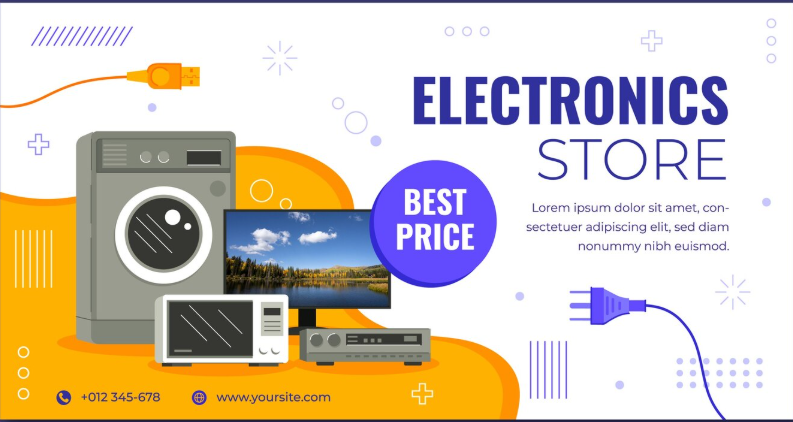 ELECTRONICS
STORE
BEST
PRICE
Lorem ipsum dolor sit amet, con-
sectetuer adipiscing elit, sed diam
nonummy nibh euismod.
+012 345-678
www.yoursite.com